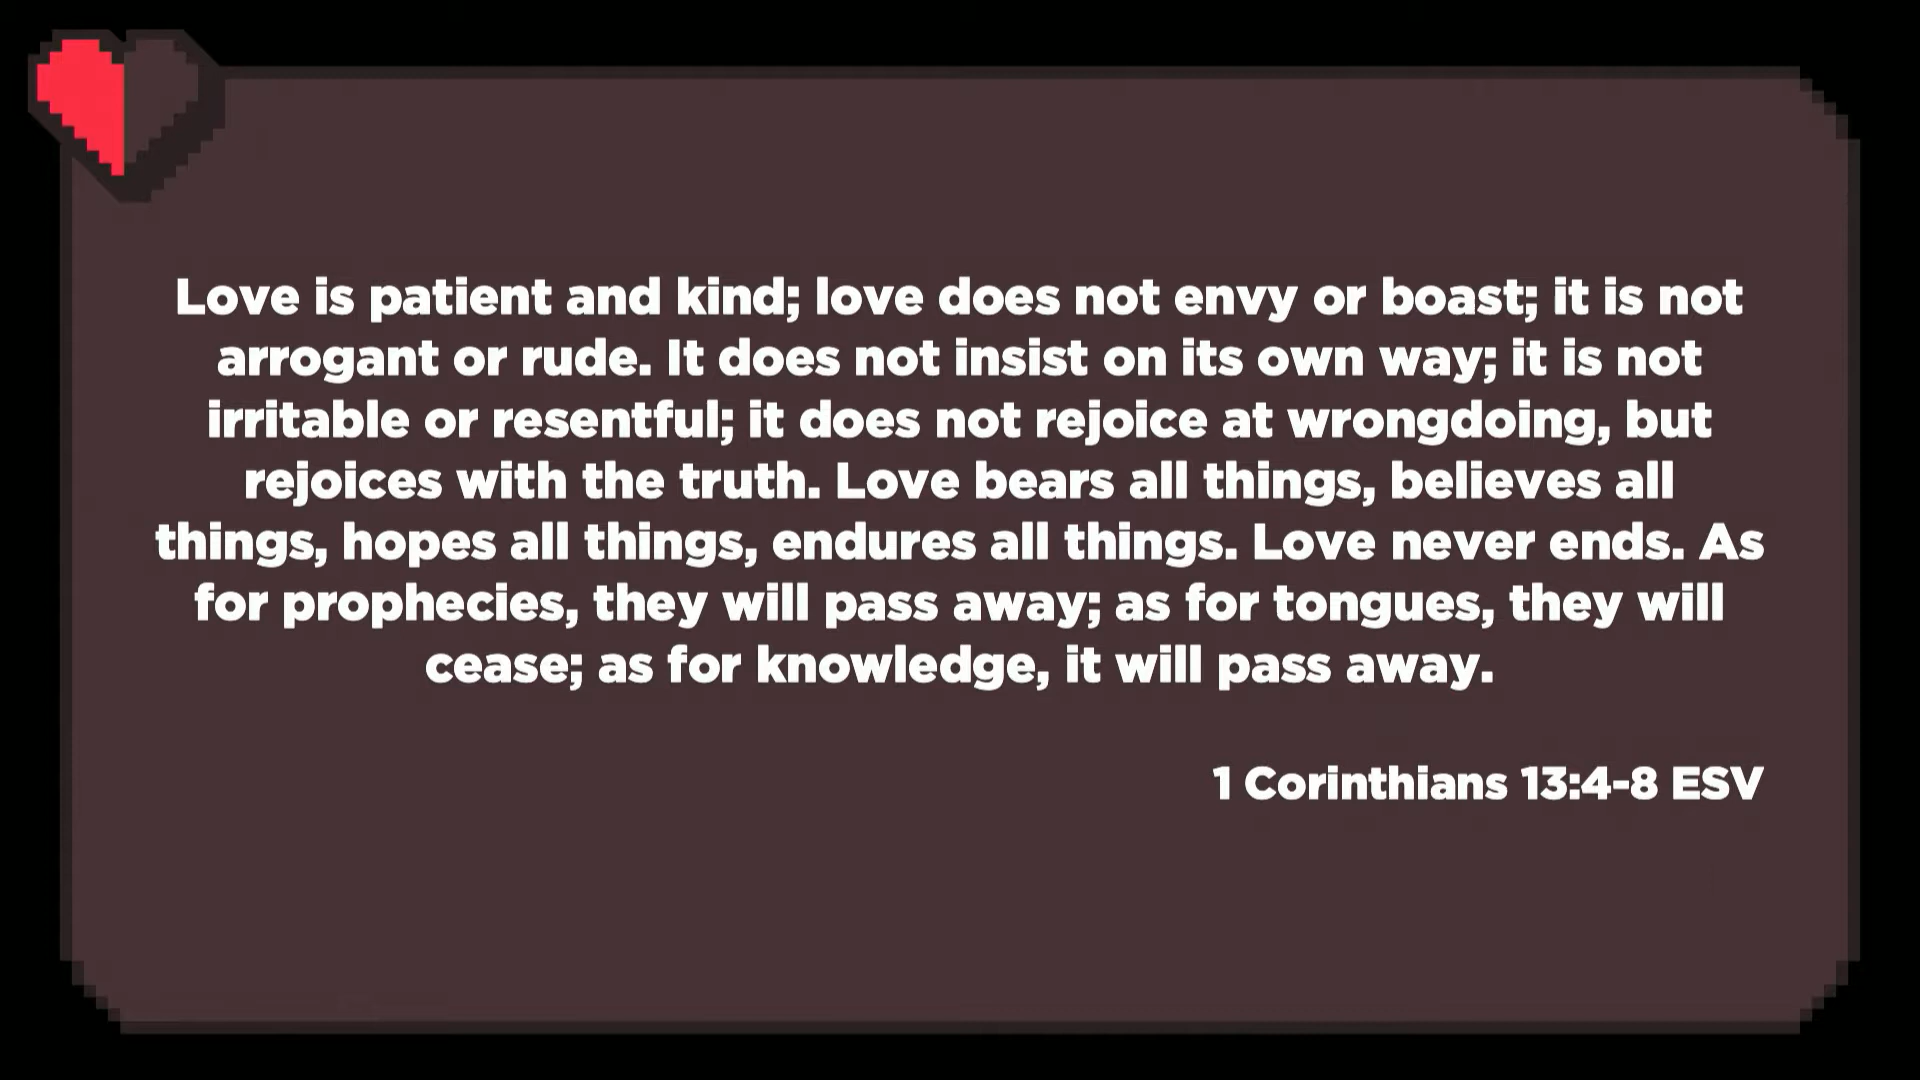 Love is patient and kind; love does not envy or boast; it is not
arrogant or rude. It does not insist on its own way; it is not
irritable or resentful; it does not rejoice at wrongdoing, but
rejoices with the truth. Love bears all things, believes all
things, hopes all things, endures all things. Love never ends. As
for prophecies, they will pass away; as for tongues, they will
cease; as for knowledge, it will pass away.
1 Corinthians 13:4-8 ESV